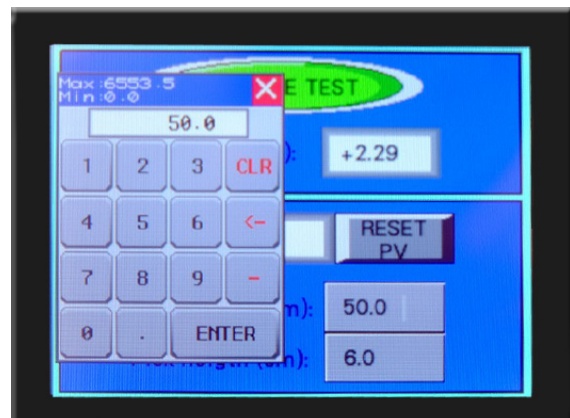 Max:6553.5
Min:0.0
E TEST
50.0
1 2 3 CLR
+2.29
4 5 6 <-
RESET
PV
7 8 9 -
50.0
0 . ENTER
6.0